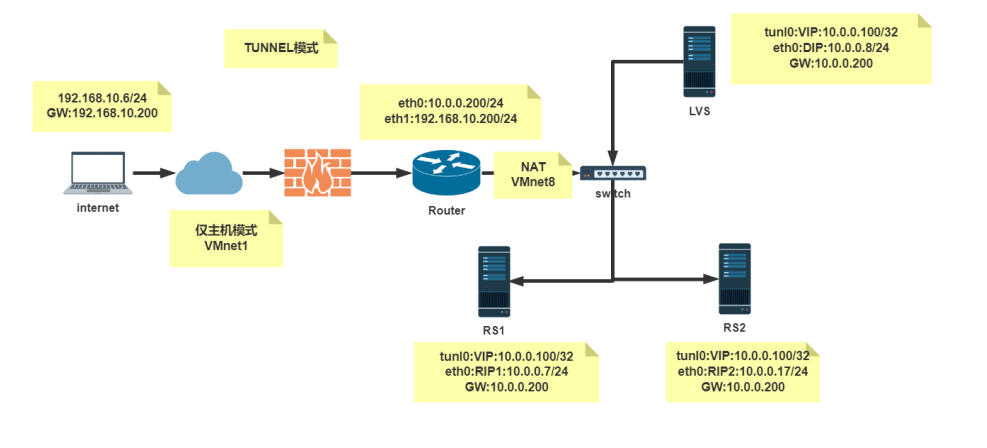 TUNNEL模式
tunl0:VIP:10.0.0.100/32
eth0:DIP:10.0.0.8/24
GW:10.0.0.200
LVS
192.168.10.6/24
GW:192.168.10.200
eth0:10.0.0.200/24
eth1:192.168.10.200/24
internet
Router
NAT
VMnet8
switch
仅主机模式
VMnet1
RS1
RS2
tunl0:VIP:10.0.0.100/32
eth0:RIP1:10.0.0.7/24
GW:10.0.0.200
tunl0:VIP:10.0.0.100/32
eth0:RIP2:10.0.0.17/24
GW:10.0.0.200